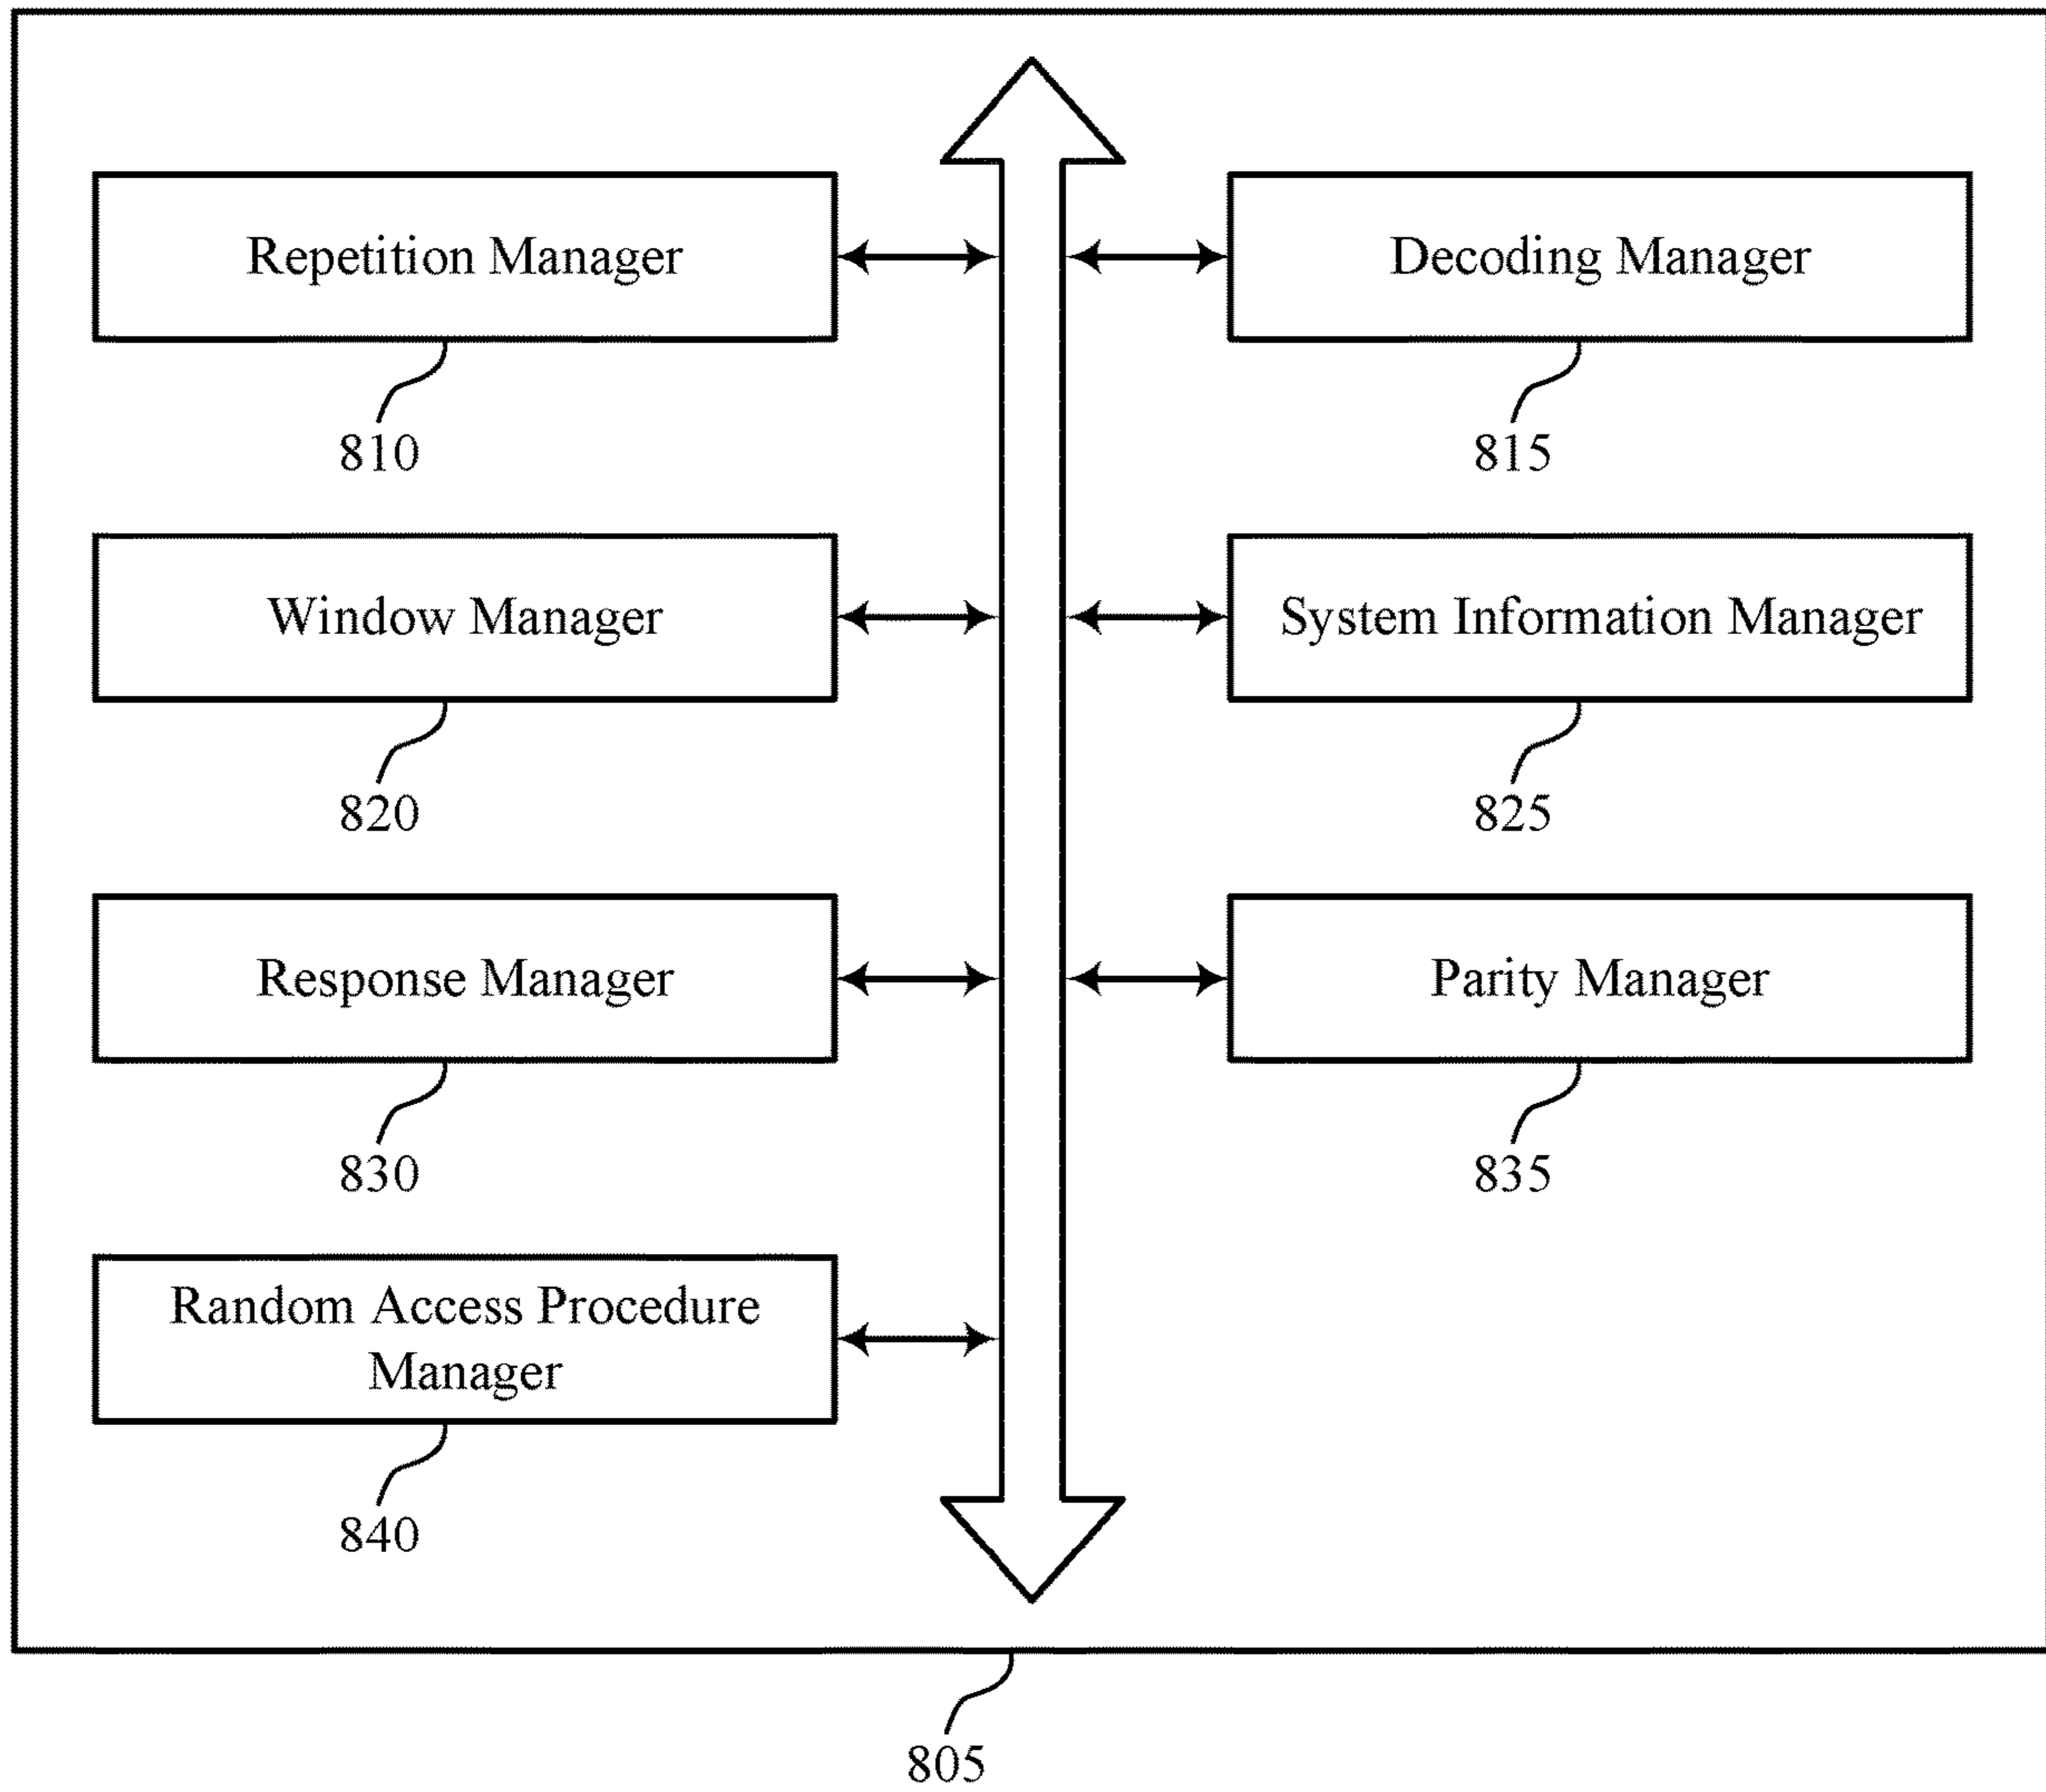 Repetition Manager
Decoding Manager
810
815
Window Manager
System Information Manager
820
825
Response Manager
Parity Manager
830
835
Random Access Procedure
Manager
840
805